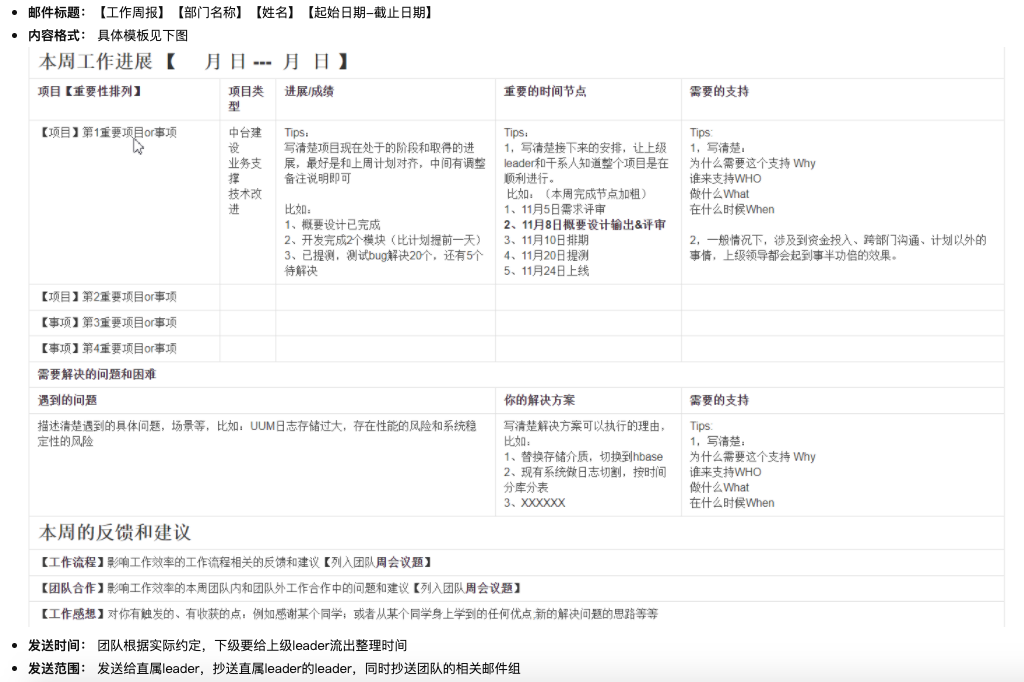 邮件标题： 【工作周报】【部门名称】【姓名】【起始日期–截止日期】
内容格式： 具体模板见下图
本周工作进展【 月 日 --- 月 日 】
项目【重要性排列】
项目类
型
进展/成绩
重要的时间节点
需要的支持
【项目】第1重要项目or事项
中台建
设
业务支
撑
技术改
进
Tips：
写清楚项目现在处于的阶段和取得的进
展，最好是和上周计划对齐，中间有调整
备注说明即可
比如：
1、概要设计已完成
2、开发完成2个模块（比计划提前一天）
3、已提测，测试bug解决20个，还有5个
待解决
Tips：
1，写清楚接下来的安排，让上级
leader和干系人知道整个项目是在
顺利进行。
比如：（本周完成节点加粗）
1、11月5日需求评审
2、11月8日概要设计输出&评审
3、11月10日排期
4、11月20日提测
5、11月24日上线
Tips:
1，写清楚：
为什么需要这个支持 Why
谁来支持WHO
做什么What
在什么时候When
2，一般情况下，涉及到资金投入、跨部门沟通、计划以外的
事情，上级领导都会起到事半功倍的效果。
【项目】第2重要项目or事项
【事项】第3重要项目or事项
【事项】第4重要项目or事项
需要解决的问题和困难
遇到的问题
你的解决方案
需要的支持
描述清楚遇到的具体问题，场景等，比如：UUM日志存储过大，存在性能的风险和系统稳
定性的风险
写清楚解决方案可以执行的理由，
比如：
1、替换存储介质，切换到hbase
2、现有系统做日志切割，按时间
分库分表
3、XXXXXX
Tips:
1，写清楚：
为什么需要这个支持 Why
谁来支持WHO
做什么What
在什么时候When
本周的反馈和建议
【工作流程】影响工作效率的工作流程相关的反馈和建议【列入团队周会议题】
【团队合作】影响工作效率的本周团队内和团队外工作合作中的问题和建议【列入团队周会议题】
【工作感想】对你有触发的、有收获的点；例如感谢某个同学；或者从某个同学身上学到的任何优点,新的解决问题的思路等等
发送时间： 团队根据实际约定，下级要给上级leader流出整理时间
发送范围： 发送给直属leader，抄送直属leader的leader，同时抄送团队的相关邮件组